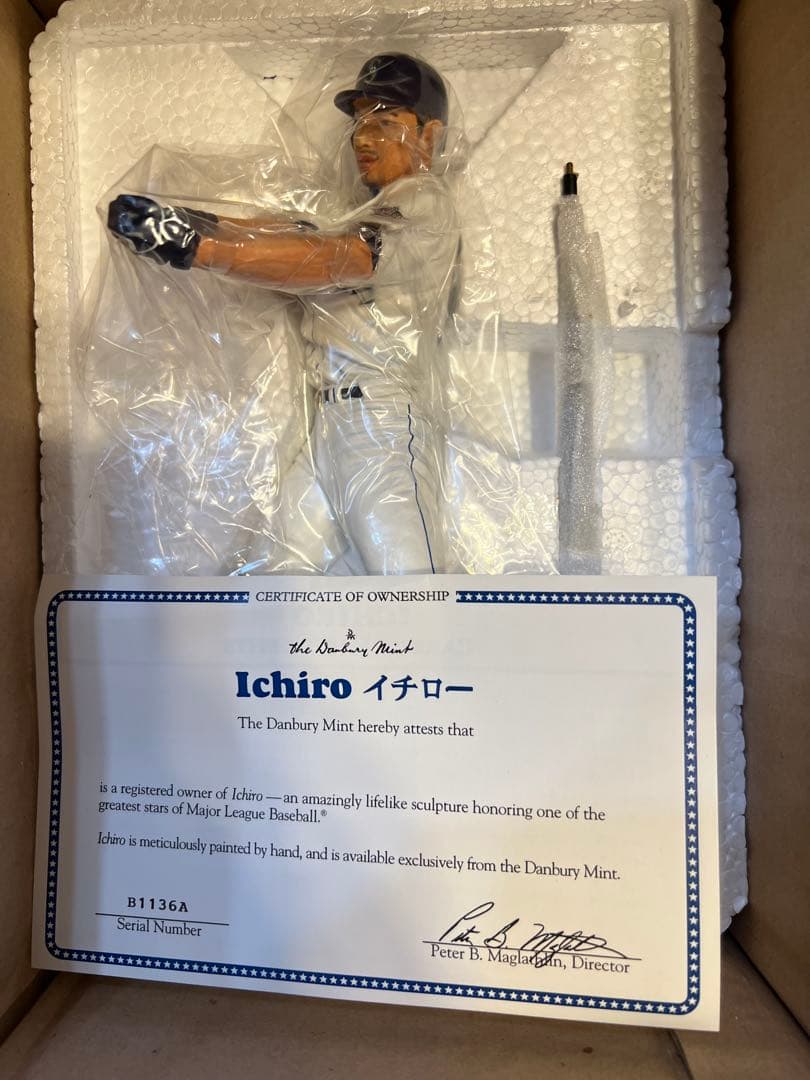 CERTIFICATE OF OWNERSHIP
the Danbury Mint
Ichiro イチロー
The Danbury Mint hereby attests that
is a registered owner of Ichiro — an amazingly lifelike sculpture honoring one of the
greatest stars of Major League Baseball.®
Ichiro is meticulously painted by hand, and is available exclusively from the Danbury Mint.
B1136A
Serial Number
Peter B. Maglathlin, Director